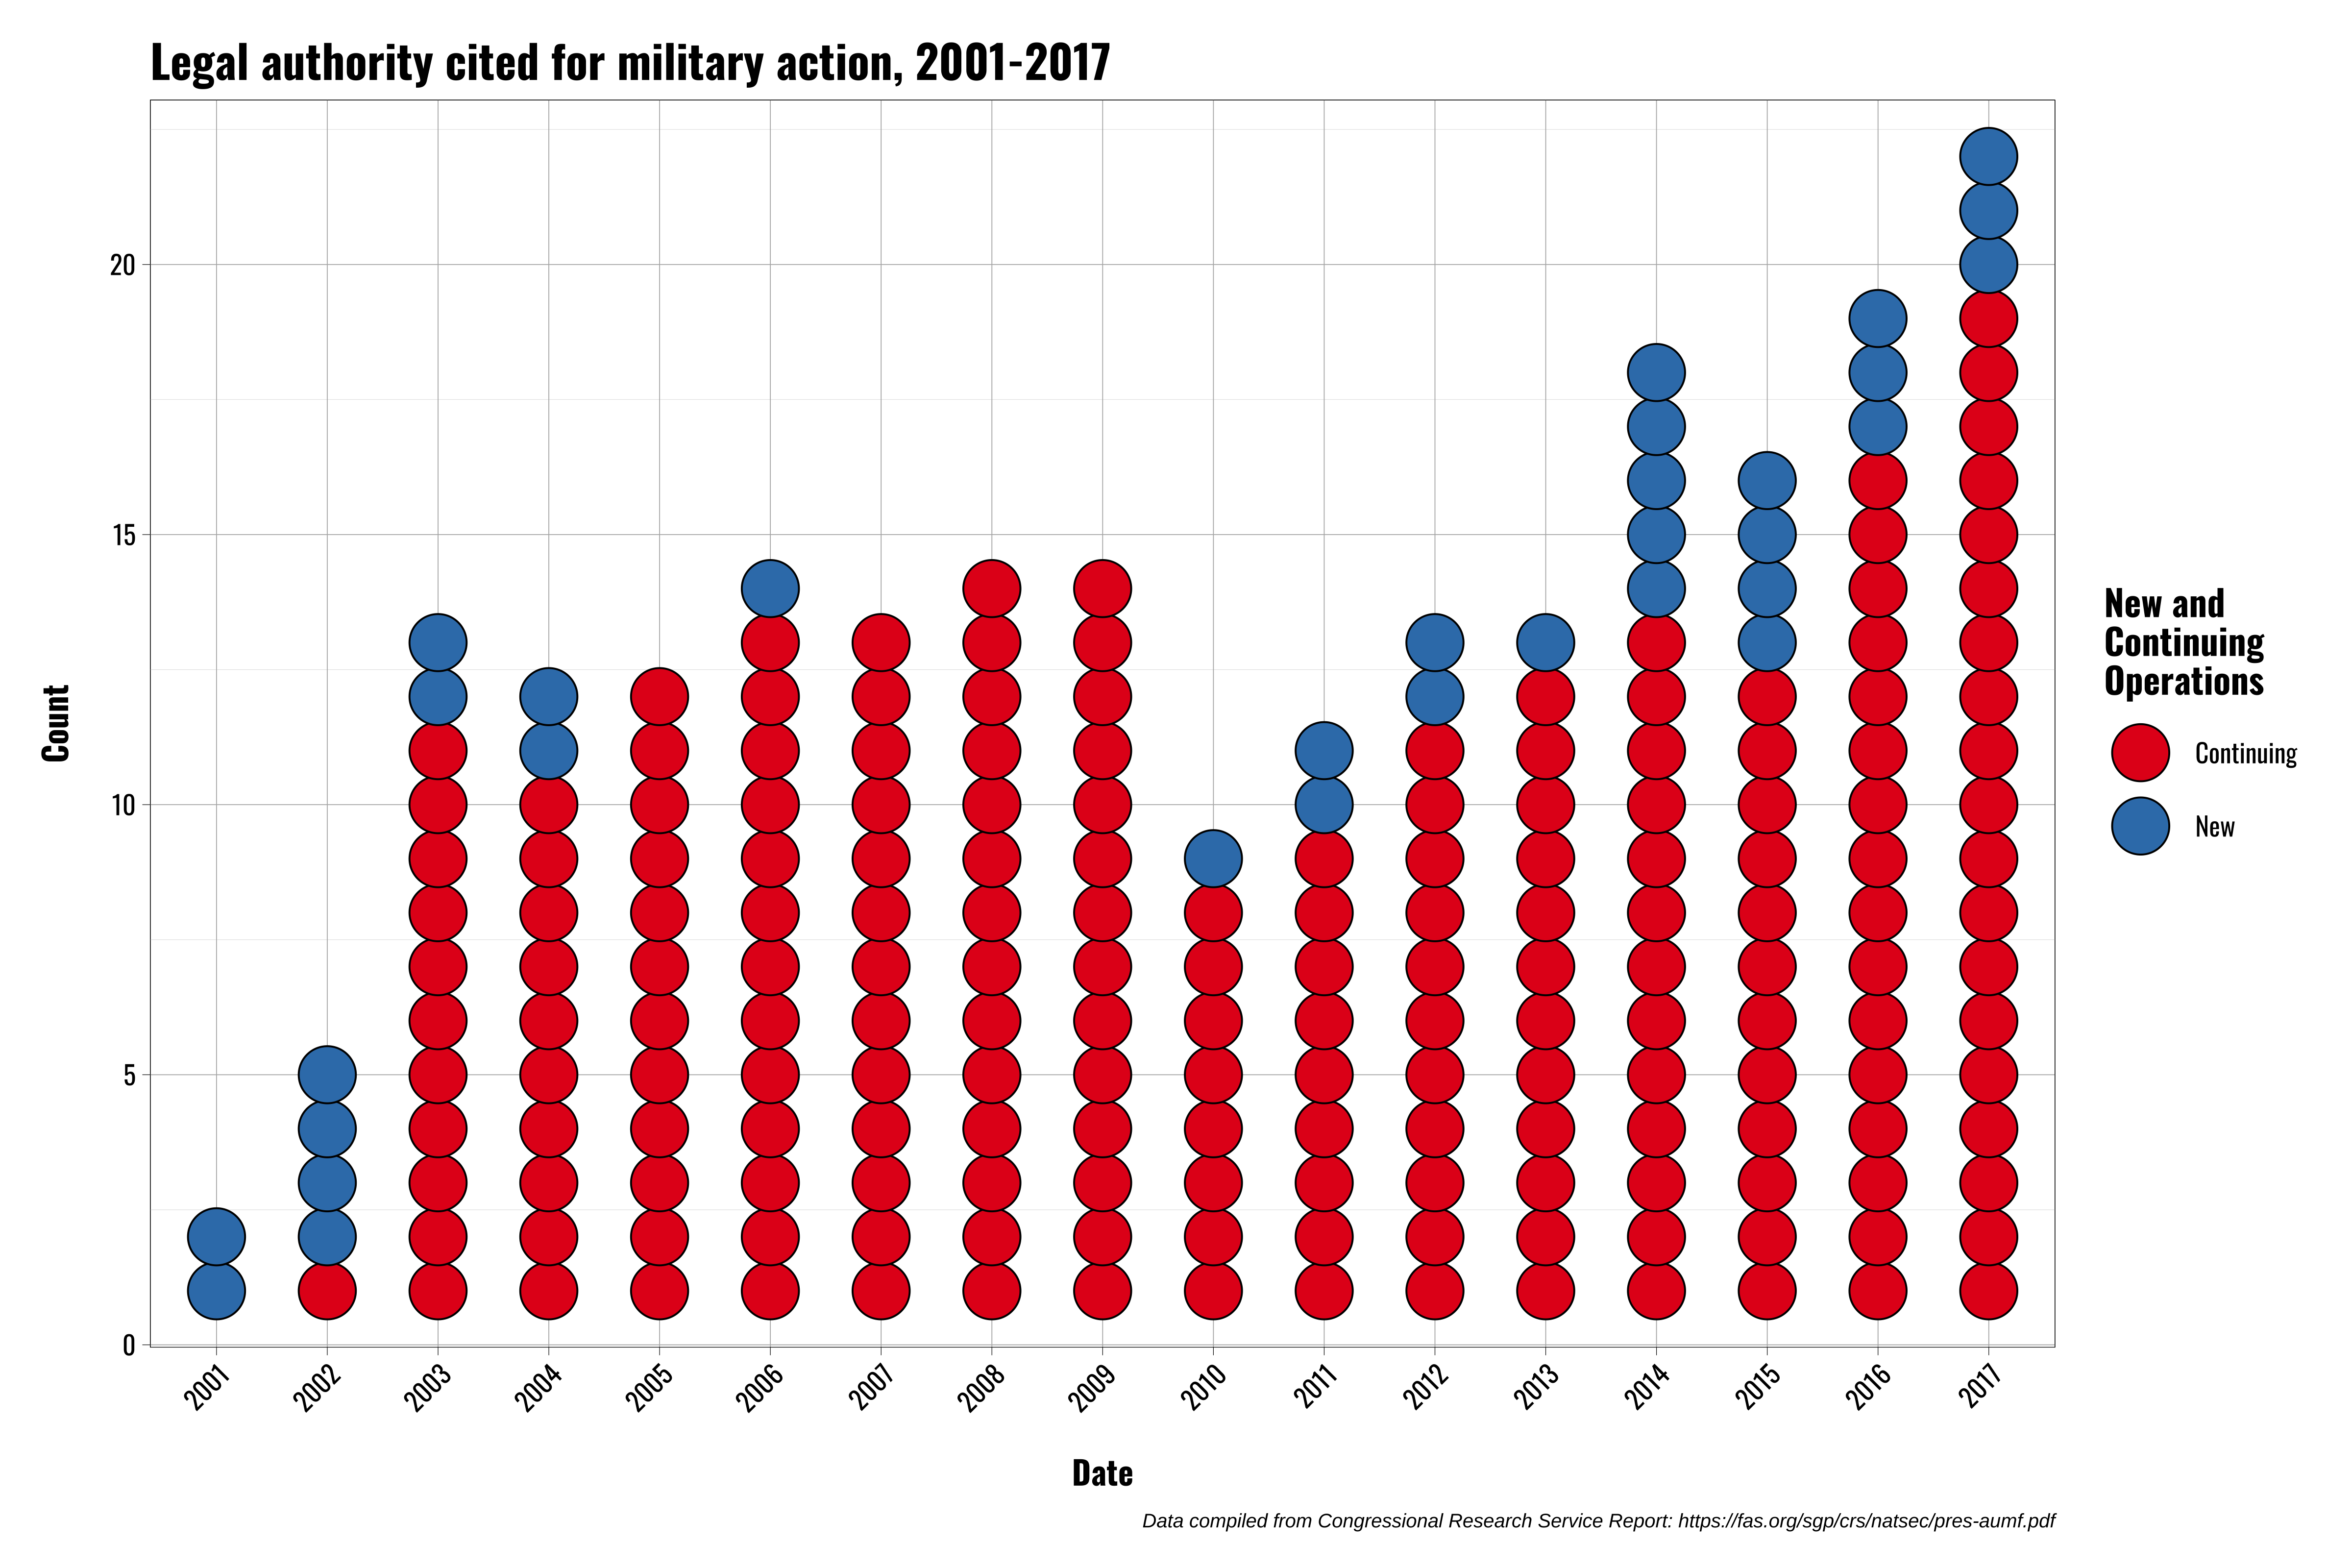 Legal authority cited for military action, 2001-2017
Count
20
15
10
5
0
2001
2002
2003
2004
2005
2006
2007
2008
2009
2010
2011
2012
2013
2014
2015
2016
2017
Date
New and
Continuing
Operations
Continuing
New
Data compiled from Congressional Research Service Report: https://fas.org/sgp/crs/natsec/pres-aumf.pdf